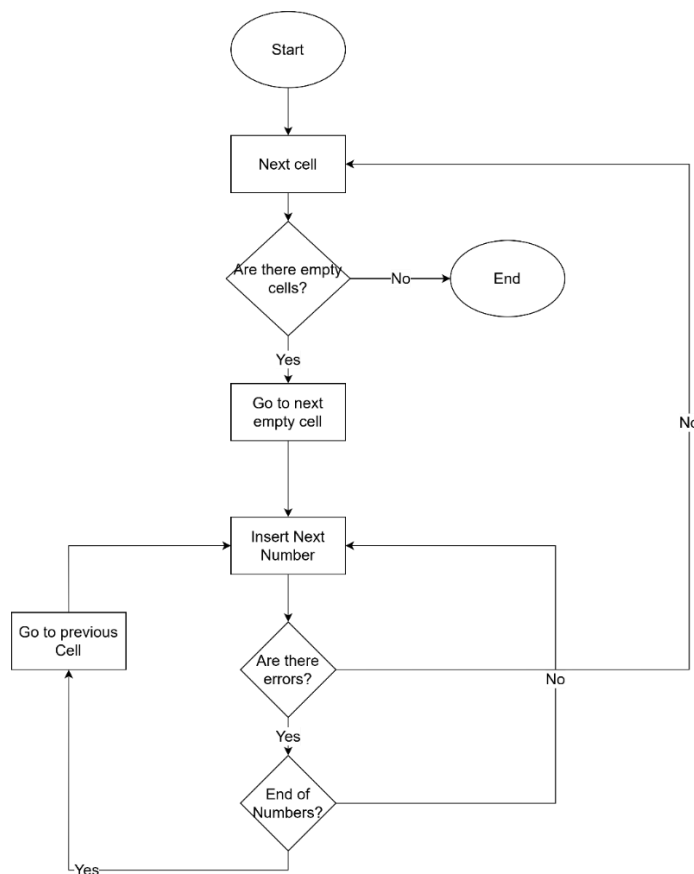 Start
Next cell
Are there empty
cells?
No
End
Yes
Go to next
empty cell
No
Insert Next
Number
Go to previous
Cell
Are there
errors?
No
Yes
End of
Numbers?
Yes